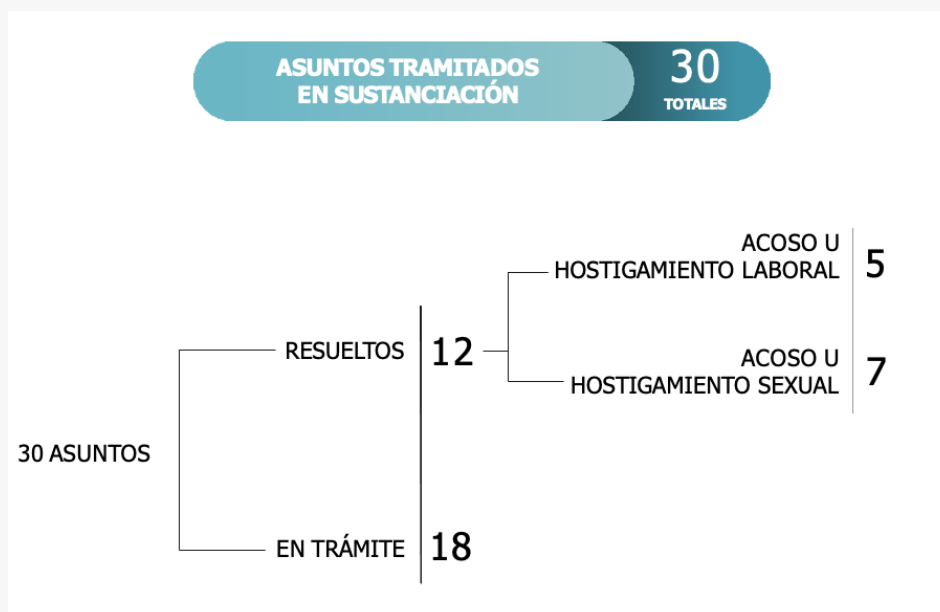 ASUNTOS TRAMITADOS
EN SUSTANCIACIÓN
30
TOTALES
ACOSO U
HOSTIGAMIENTO LABORAL
5
RESUELTOS
12
ACOSO U
HOSTIGAMIENTO SEXUAL
7
30 ASUNTOS
EN TRÁMITE
18